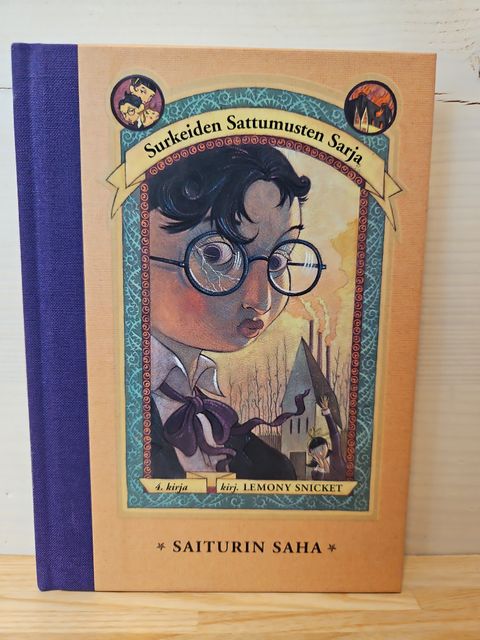 Surkeiden Sattumusten Sarja
4. kirja
kirj. LEMONY SNICKET
* SAITURIN SAHA *